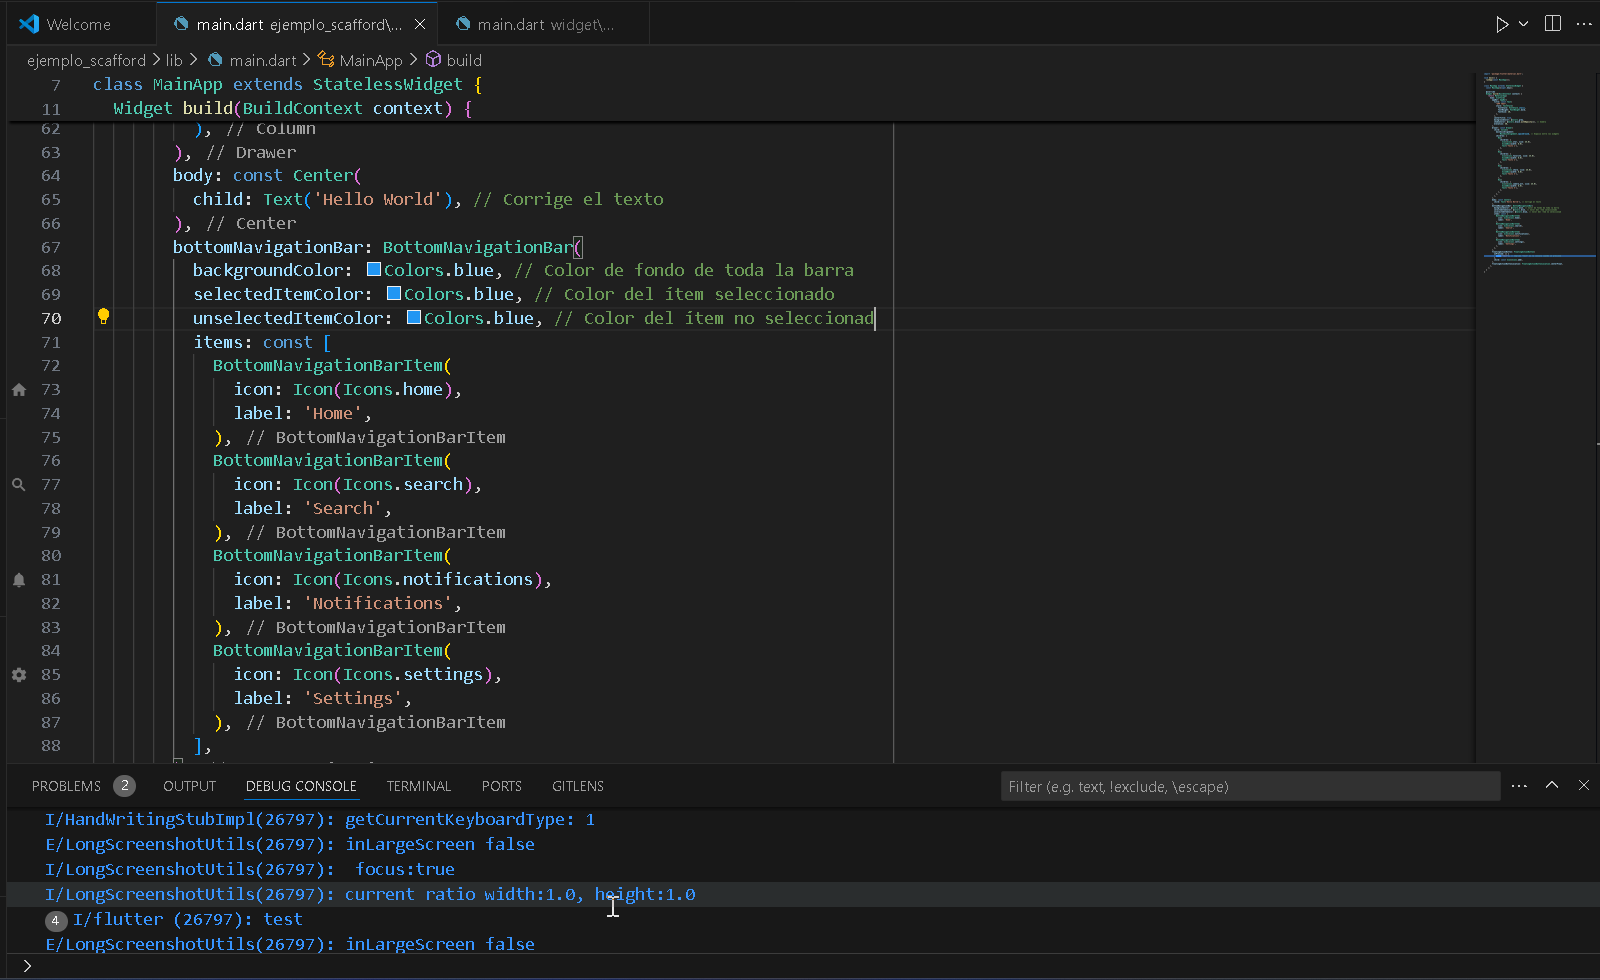 Welcome
main.dart ejemplo_scafford\...
main.dart widget\...
ejemplo_scafford > lib > main.dart > MainApp > build
7 class MainApp extends StatelessWidget {
11 Widget build(BuildContext context) {
62 ), // Column
63 ), // Drawer
64 body: const Center(
65 child: Text('Hello World'), // Corrige el texto
66 ), // Center
67 bottomNavigationBar: BottomNavigationBar(
68 backgroundColor: Colors.blue, // Color de fondo de toda la barra
69 selectedItemColor: Colors.blue, // Color del ítem seleccionado
70 unselectedItemColor: Colors.blue, // Color del ítem no seleccionad
71 items: const [
72 BottomNavigationBarItem(
73 icon: Icon(Icons.home),
74 label: 'Home',
75 ), // BottomNavigationBarItem
76 BottomNavigationBarItem(
77 icon: Icon(Icons.search),
78 label: 'Search',
79 ), // BottomNavigationBarItem
80 BottomNavigationBarItem(
81 icon: Icon(Icons.notifications),
82 label: 'Notifications',
83 ), // BottomNavigationBarItem
84 BottomNavigationBarItem(
85 icon: Icon(Icons.settings),
86 label: 'Settings',
87 ), // BottomNavigationBarItem
88 ],
PROBLEMS 2 OUTPUT DEBUG CONSOLE TERMINAL PORTS GITLENS
Filter (e.g. text, !exclude, \escape)
I/HandWritingStubImpl(26797): getCurrentKeyboardType: 1
E/LongScreenshotUtils(26797): inLargeScreen false
I/LongScreenshotUtils(26797):  focus:true
I/LongScreenshotUtils(26797): current ratio width:1.0, height:1.0
4 I/flutter (26797): test
E/LongScreenshotUtils(26797): inLargeScreen false
>